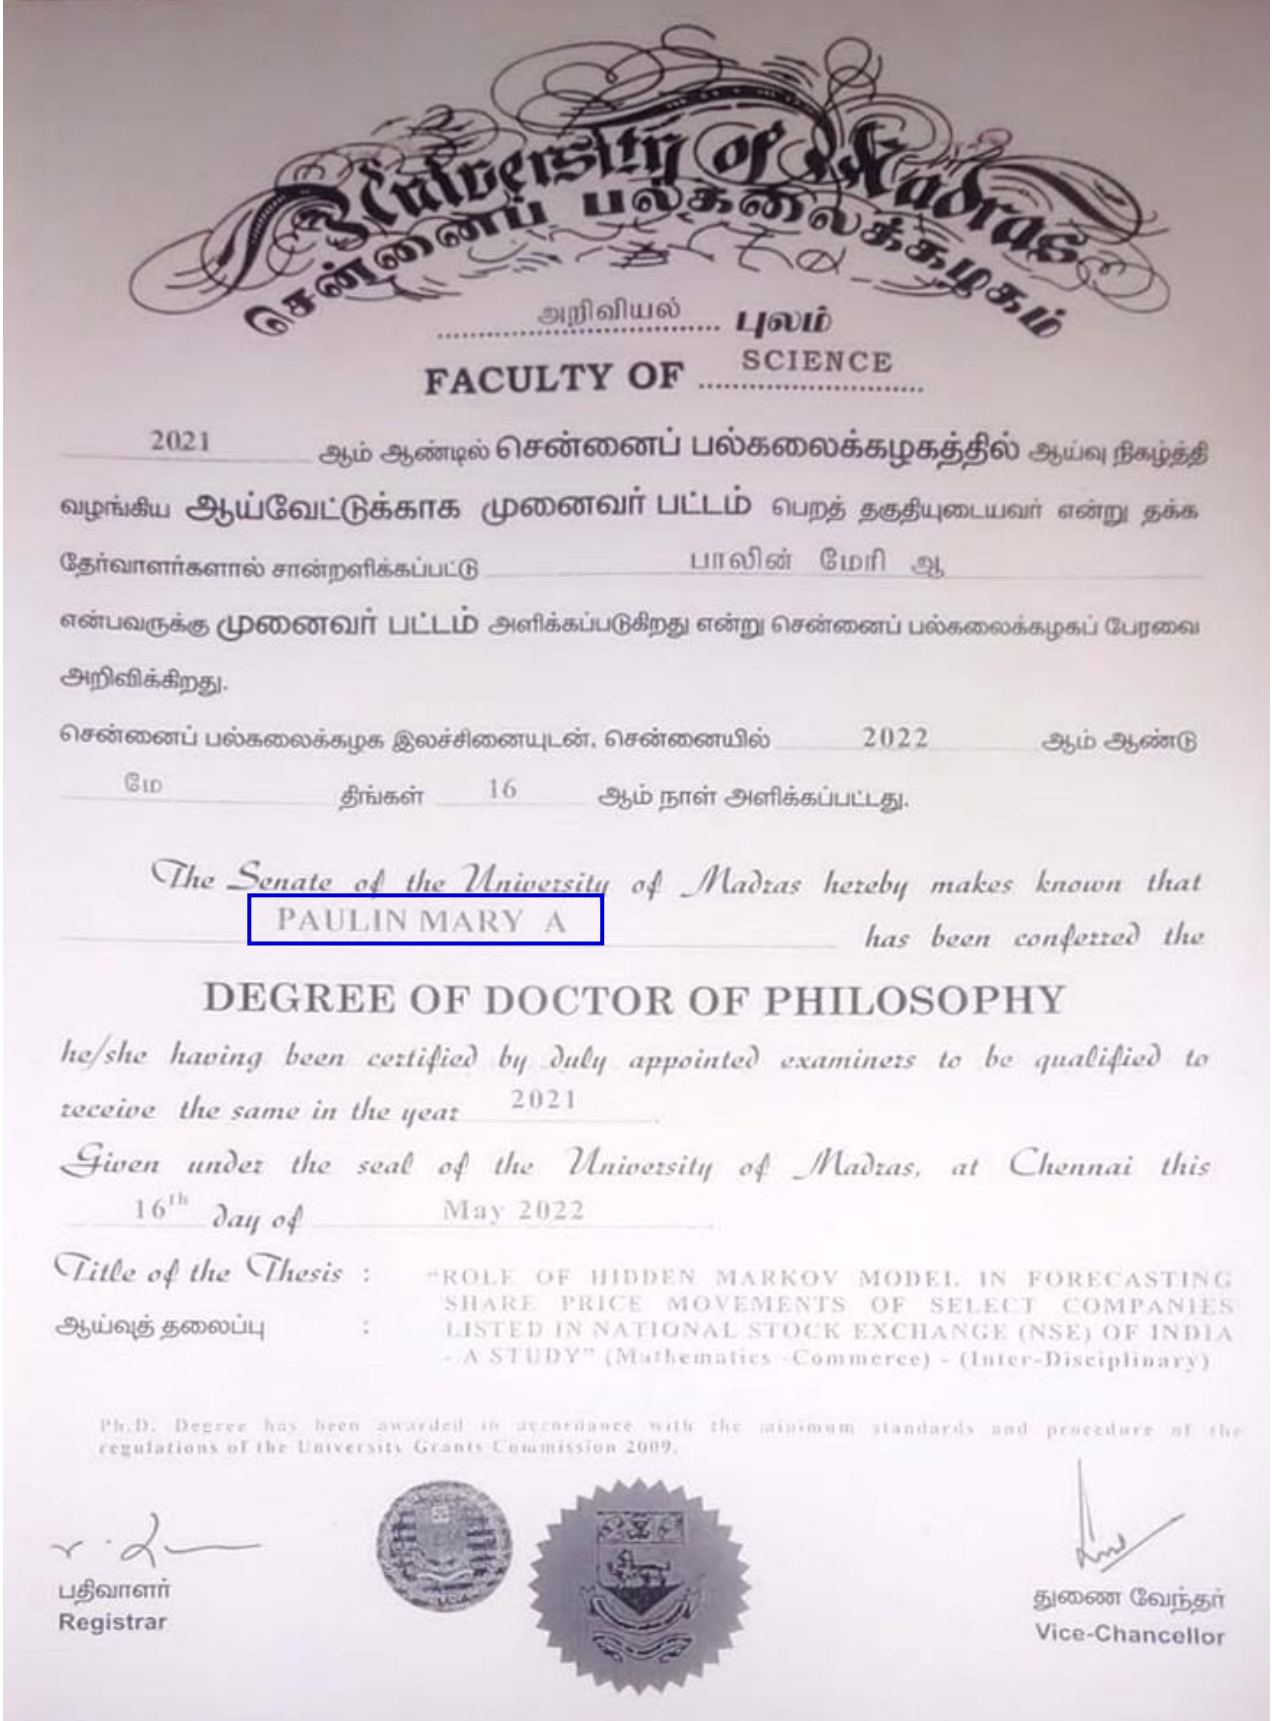 University of Madras
சென்னைப் பல்கலைக்கழகம்
அறிவியல் புலம்
FACULTY OF SCIENCE
2021 ஆம் ஆண்டில் சென்னைப் பல்கலைக்கழகத்தில் ஆய்வு நிகழ்த்தி
வழங்கிய ஆய்வேட்டுக்காக முனைவர் பட்டம் பெறத் தகுதியுடையவர் என்று தக்க
தேர்வாளர்களால் சான்றளிக்கப்பட்டு பாலின் மேரி ஆ
என்பவருக்கு முனைவர் பட்டம் அளிக்கப்படுகிறது என்று சென்னைப் பல்கலைக்கழகப் பேரவை
அறிவிக்கிறது.
சென்னைப் பல்கலைக்கழக இலச்சினையுடன், சென்னையில் 2022 ஆம் ஆண்டு
மே திங்கள் 16 ஆம் நாள் அளிக்கப்பட்டது.
The Senate of the University of Madras hereby makes known that
PAULIN MARY A has been conferred the
DEGREE OF DOCTOR OF PHILOSOPHY
he/she having been certified by duly appointed examiners to be qualified to
receive the same in the year 2021.
Given under the seal of the University of Madras, at Chennai this
16th day of May 2022
Title of the Thesis : "ROLE OF HIDDEN MARKOV MODEL IN FORECASTING
SHARE PRICE MOVEMENTS OF SELECT COMPANIES
ஆய்வுத் தலைப்பு : LISTED IN NATIONAL STOCK EXCHANGE (NSE) OF INDIA
- A STUDY" (Mathematics -Commerce) - (Inter-Disciplinary)
Ph.D. Degree has been awarded in accordance with the minimum standards and procedure of the
regulations of the University Grants Commission 2009.
பதிவாளர்
Registrar
துணை வேந்தர்
Vice-Chancellor